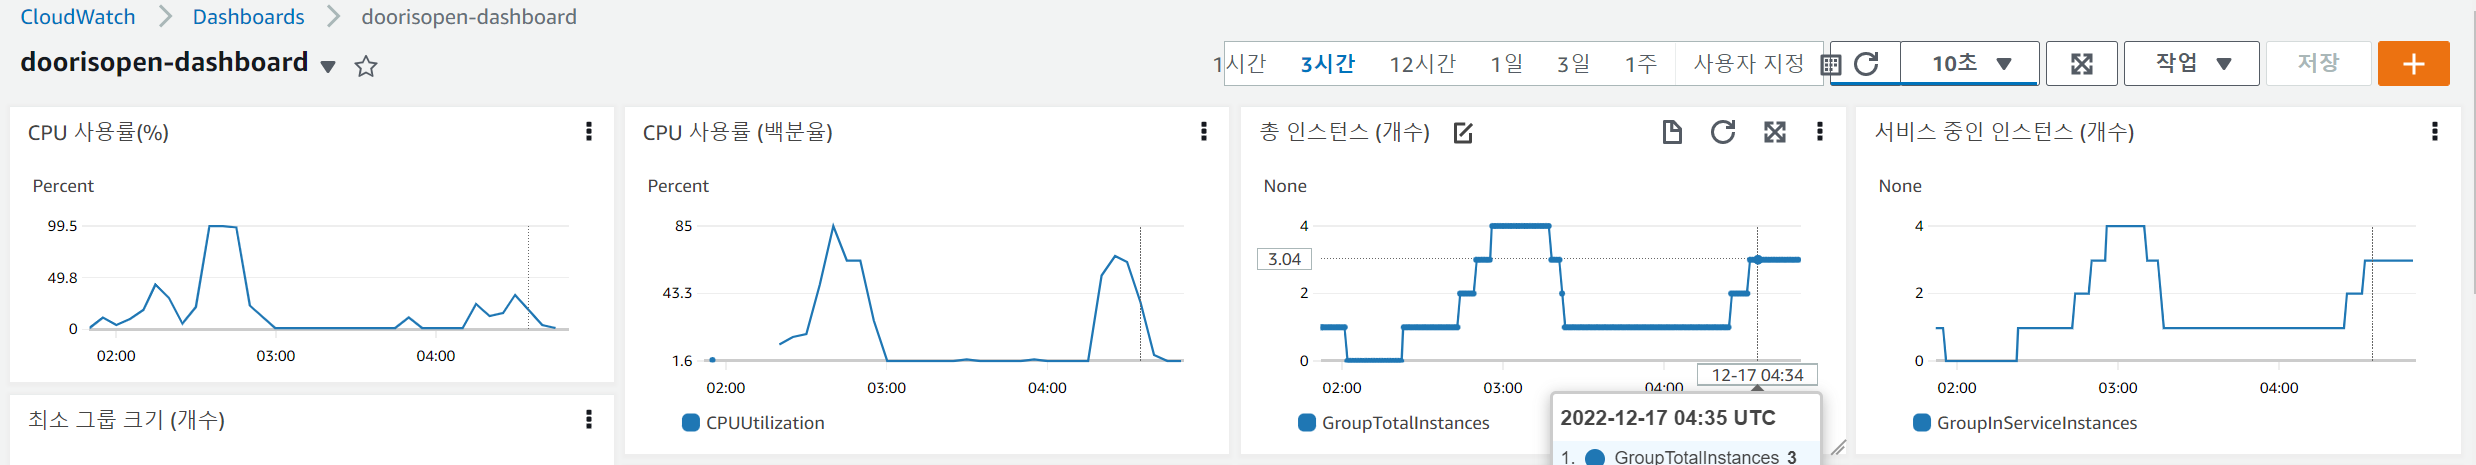 CloudWatch > Dashboards > doorisopen-dashboard
doorisopen-dashboard
1시간 3시간 12시간 1일 3일 1주 사용자 지정 10초 작업 저장
CPU 사용률(%)
Percent
99.5
49.8
0
02:00 03:00 04:00
CPU 사용률 (백분율)
Percent
85
43.3
1.6
02:00 03:00 04:00
CPUUtilization
총 인스턴스 (개수)
None
4
3.04
2
0
02:00 03:00 04:00
12-17 04:34
GroupTotalInstances
2022-12-17 04:35 UTC
1. GroupTotalInstances 3
서비스 중인 인스턴스 (개수)
None
4
2
0
02:00 03:00 04:00
GroupInServiceInstances
최소 그룹 크기 (개수)